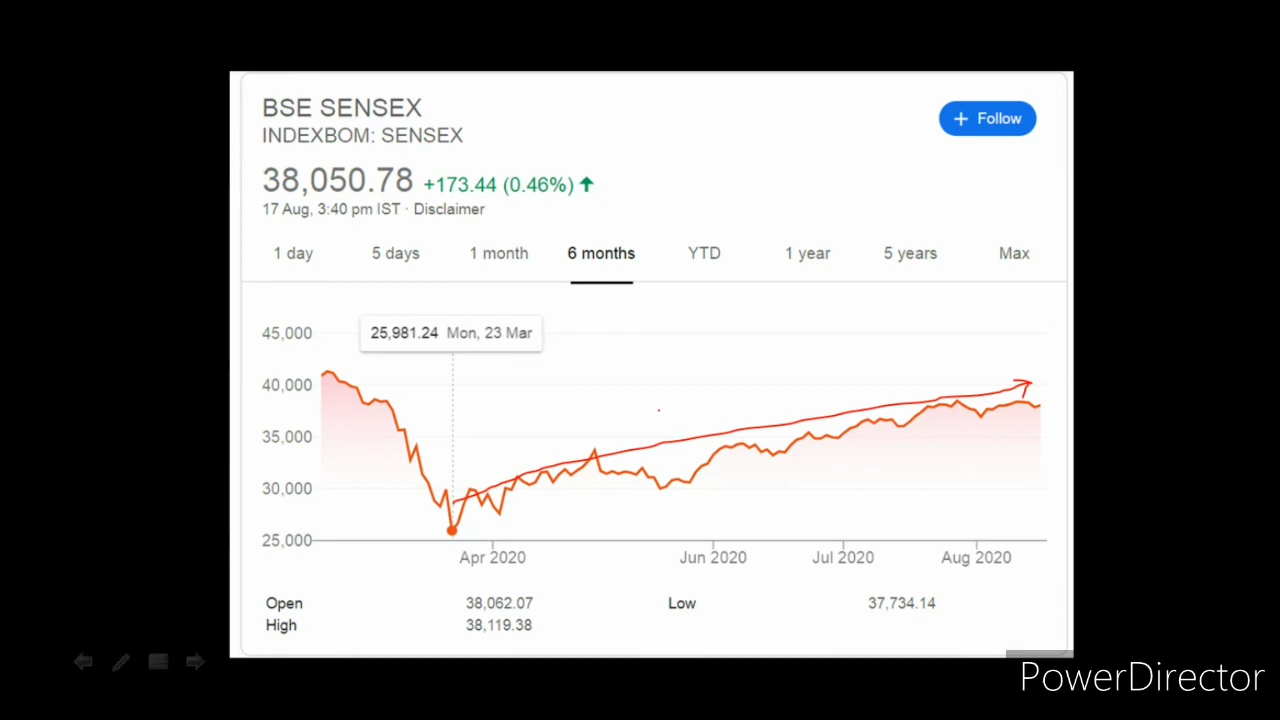 BSE SENSEX
INDEXBOM: SENSEX
+ Follow
38,050.78 +173.44 (0.46%)
17 Aug, 3:40 pm IST · Disclaimer
1 day 5 days 1 month 6 months YTD 1 year 5 years Max
25,981.24 Mon, 23 Mar
45,000
40,000
35,000
30,000
25,000
Apr 2020 Jun 2020 Jul 2020 Aug 2020
Open 38,062.07 Low 37,734.14
High 38,119.38
PowerDirector